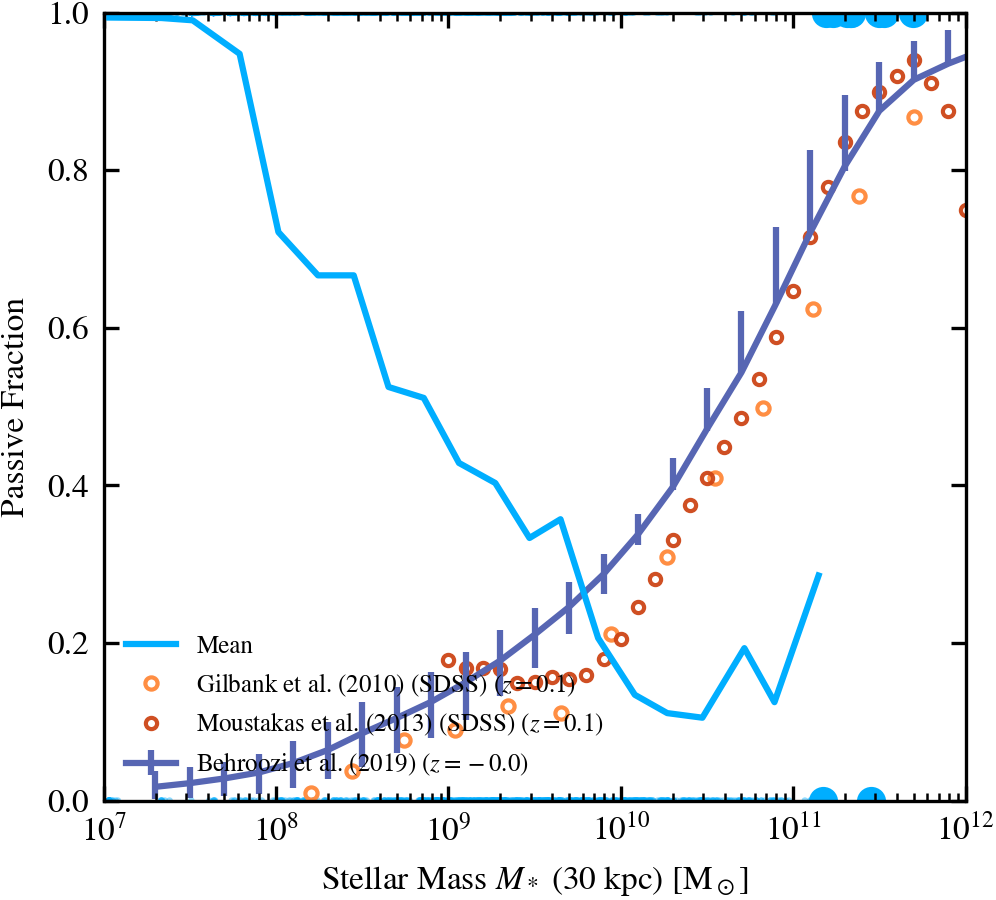 1.0
0.8
0.6
0.4
0.2
0.0
Passive Fraction
Mean
Gilbank et al. (2010) (SDSS) (z = 0.1)
Moustakas et al. (2013) (SDSS) (z = 0.1)
Behroozi et al. (2019) (z = −0.0)
10⁷ 10⁸ 10⁹ 10¹⁰ 10¹¹ 10¹²
Stellar Mass M* (30 kpc) [M⊙]